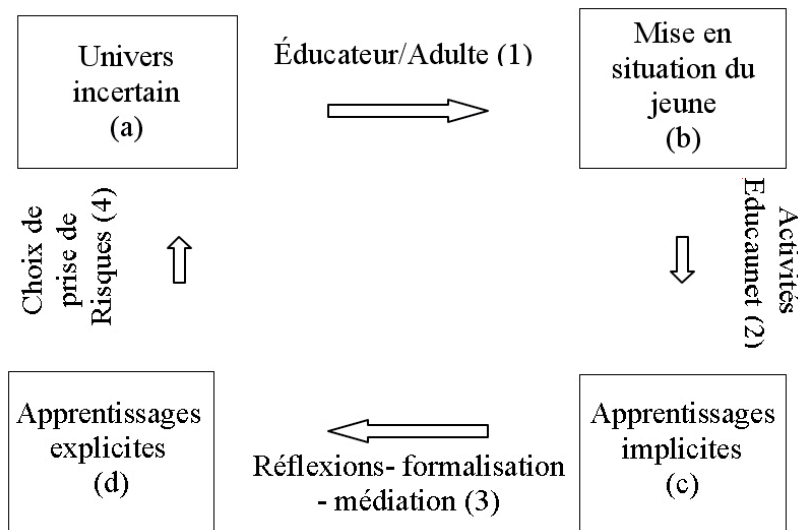 Univers
incertain
(a)
Éducateur/Adulte (1)
Mise en
situation du
jeune
(b)
Activités
Educaunet (2)
Apprentissages
implicites
(c)
Réflexions- formalisation
- médiation (3)
Apprentissages
explicites
(d)
Choix de
prise de
Risques (4)